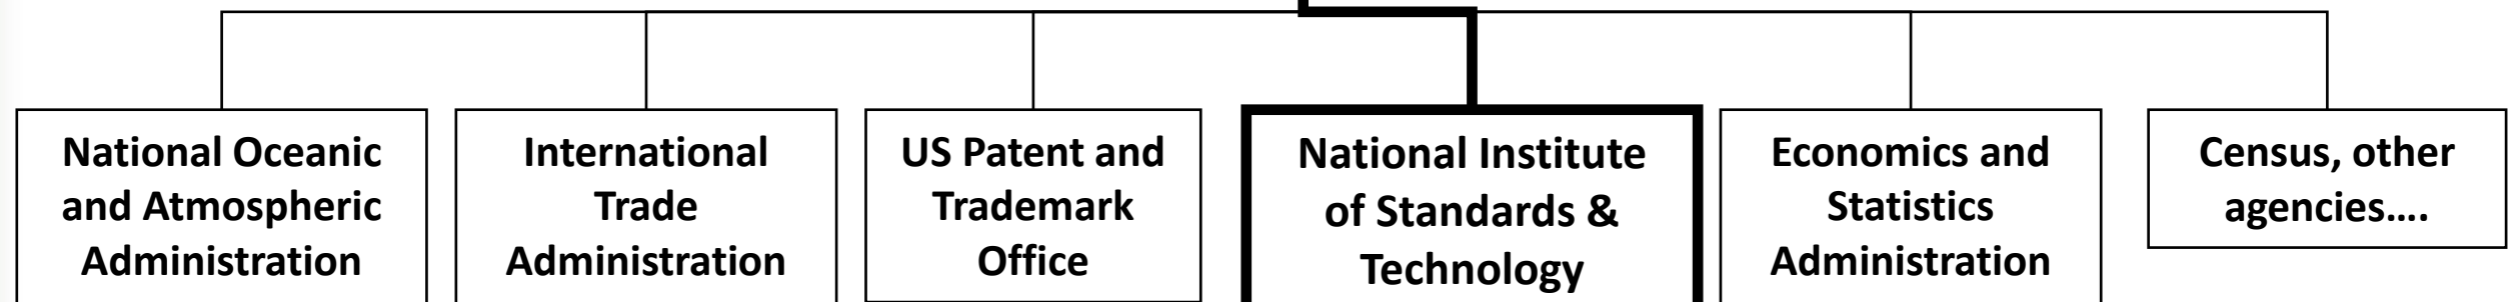 National Oceanic
and Atmospheric
Administration
International
Trade
Administration
US Patent and
Trademark
Office
National Institute
of Standards &
Technology
Economics and
Statistics
Administration
Census, other
agencies....